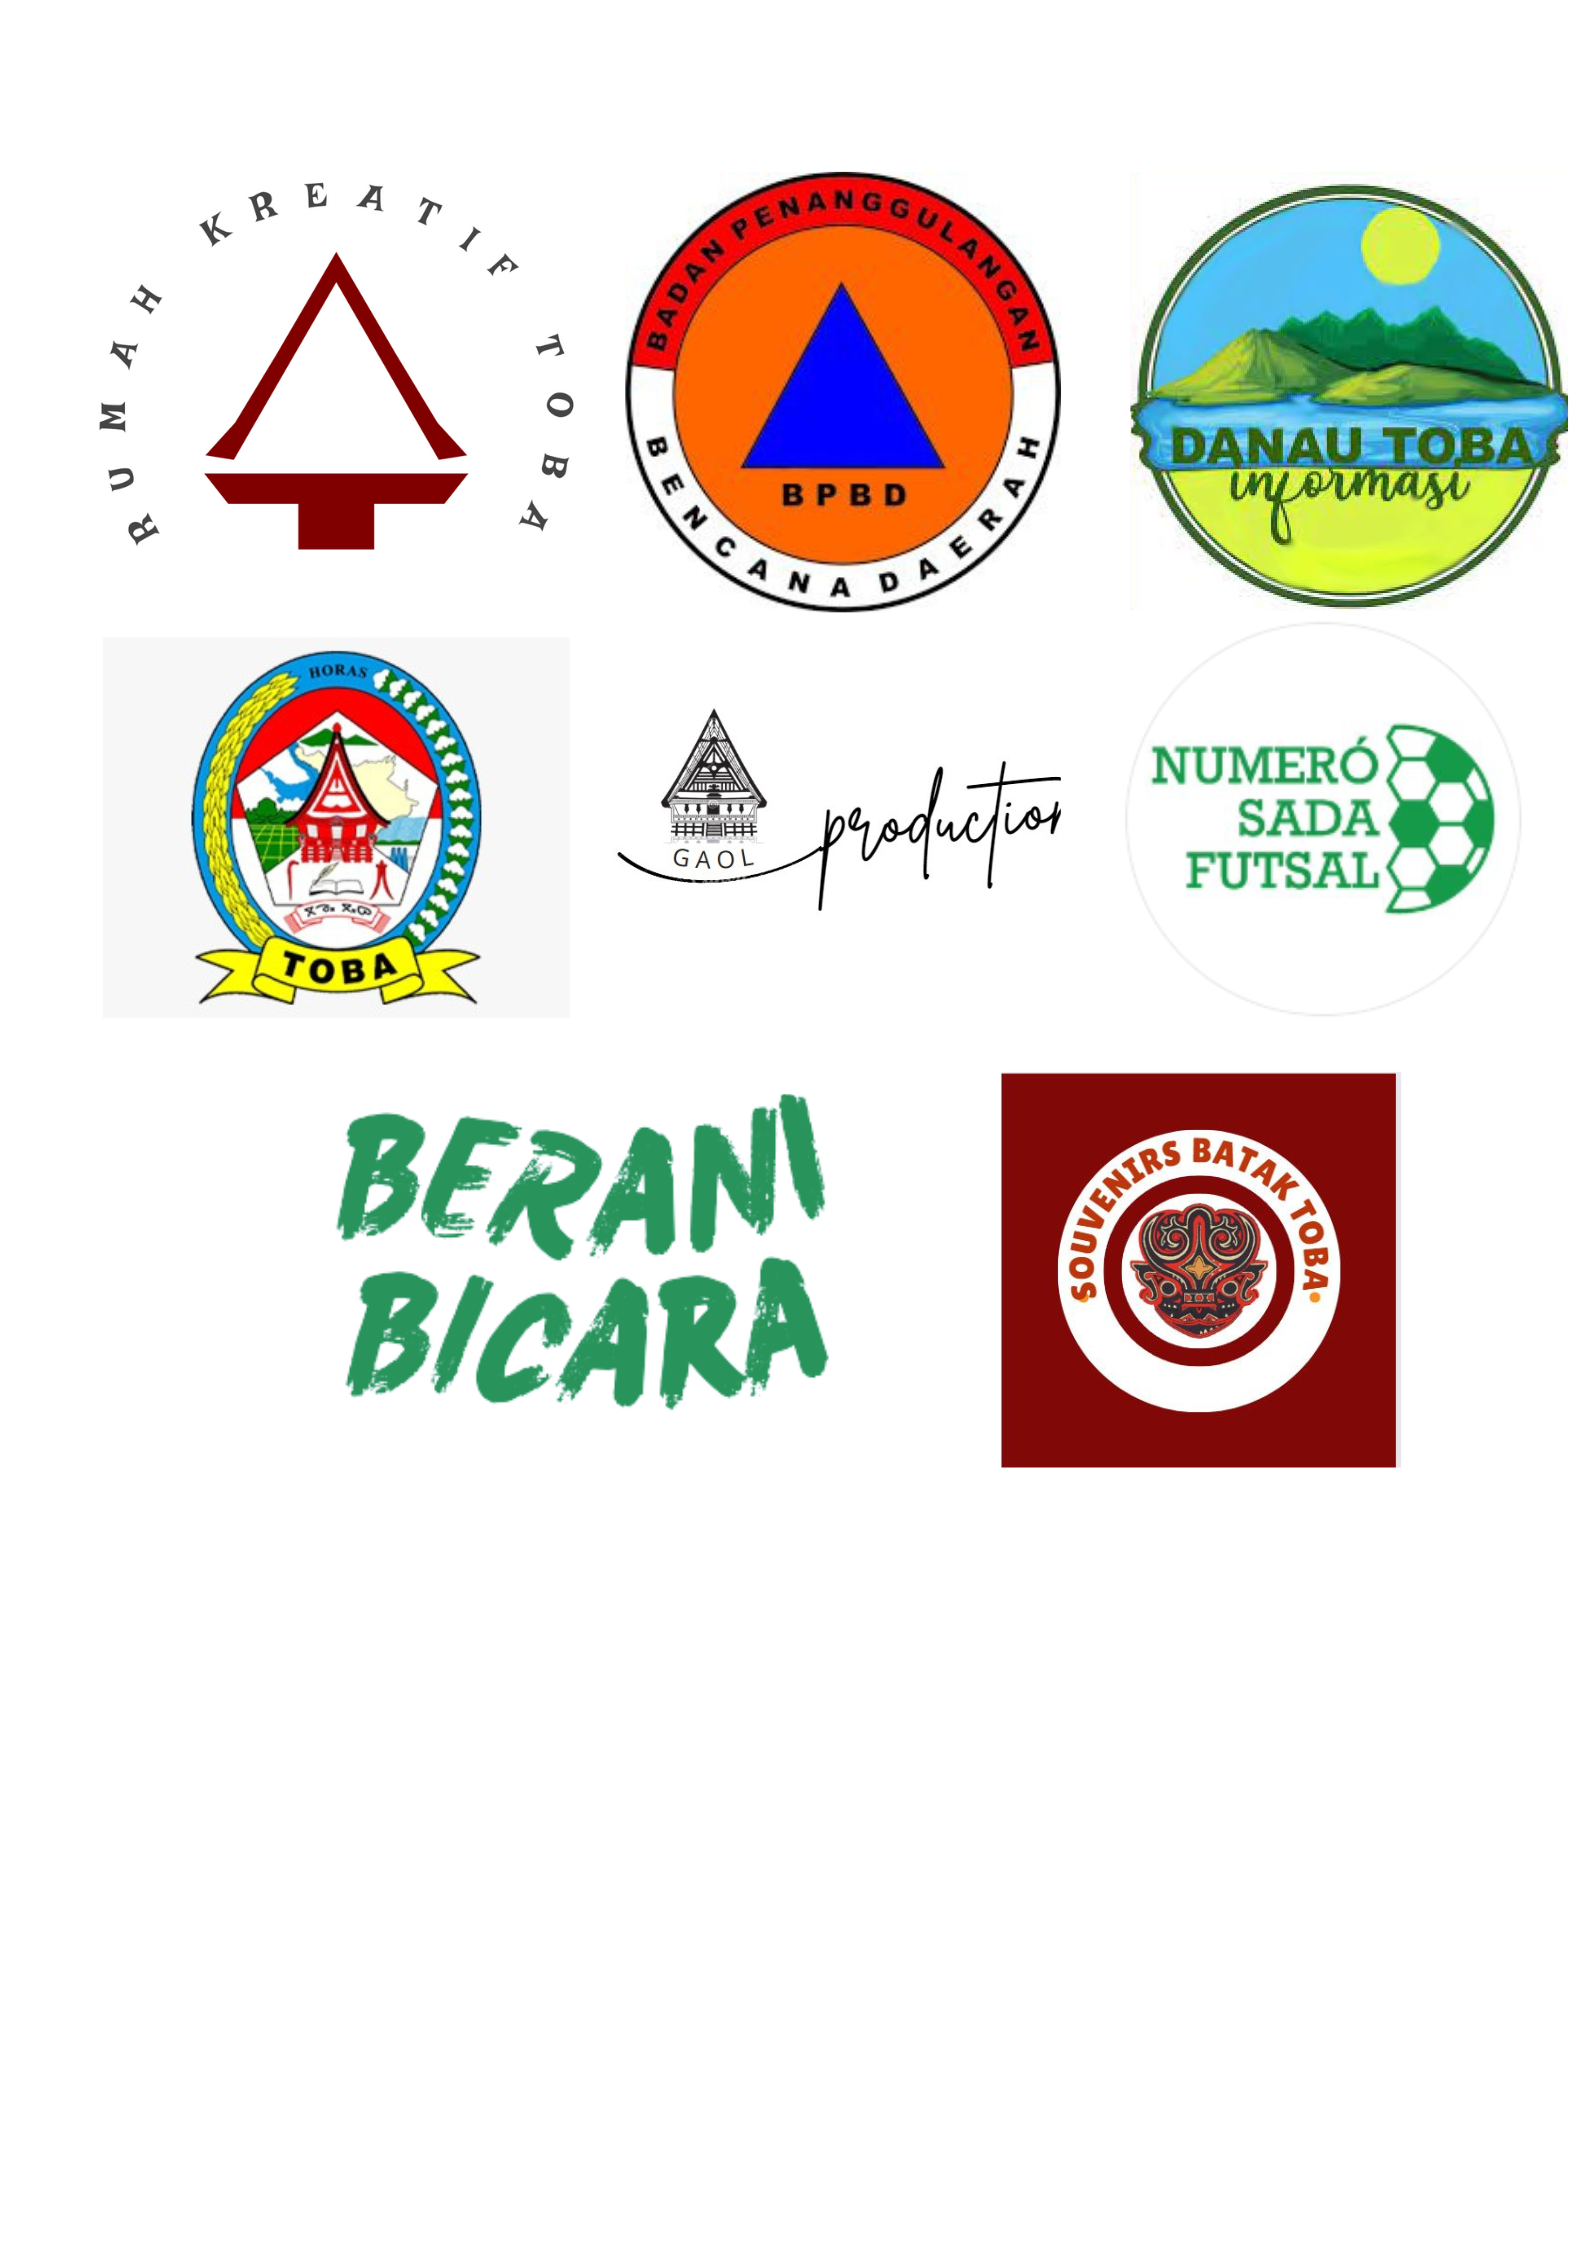 RUMAH KREATIF TOBA
BADAN PENANGGULANGAN
BENCANA DAERAH
BPBD
DANAU TOBA
informasi
HORAS
TOBA
GAOL
production
NUMERÓ
SADA
FUTSAL
BERANI
BICARA
SOUVENIRS BATAK TOBA